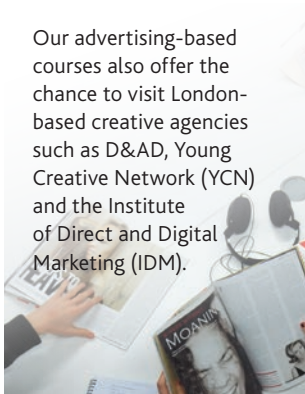 Our advertising-based
courses also offer the
chance to visit London-
based creative agencies
such as D&AD, Young
Creative Network (YCN)
and the Institute
of Direct and Digital
Marketing (IDM).
MOANIN